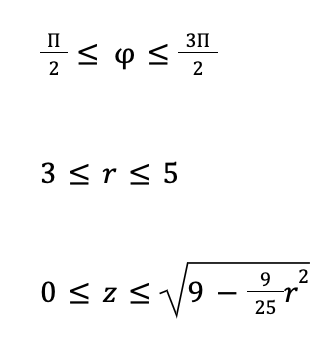 Π/2 ≤ φ ≤ 3Π/2
3 ≤ r ≤ 5
0 ≤ z ≤ √(9 − 9/25 r²)